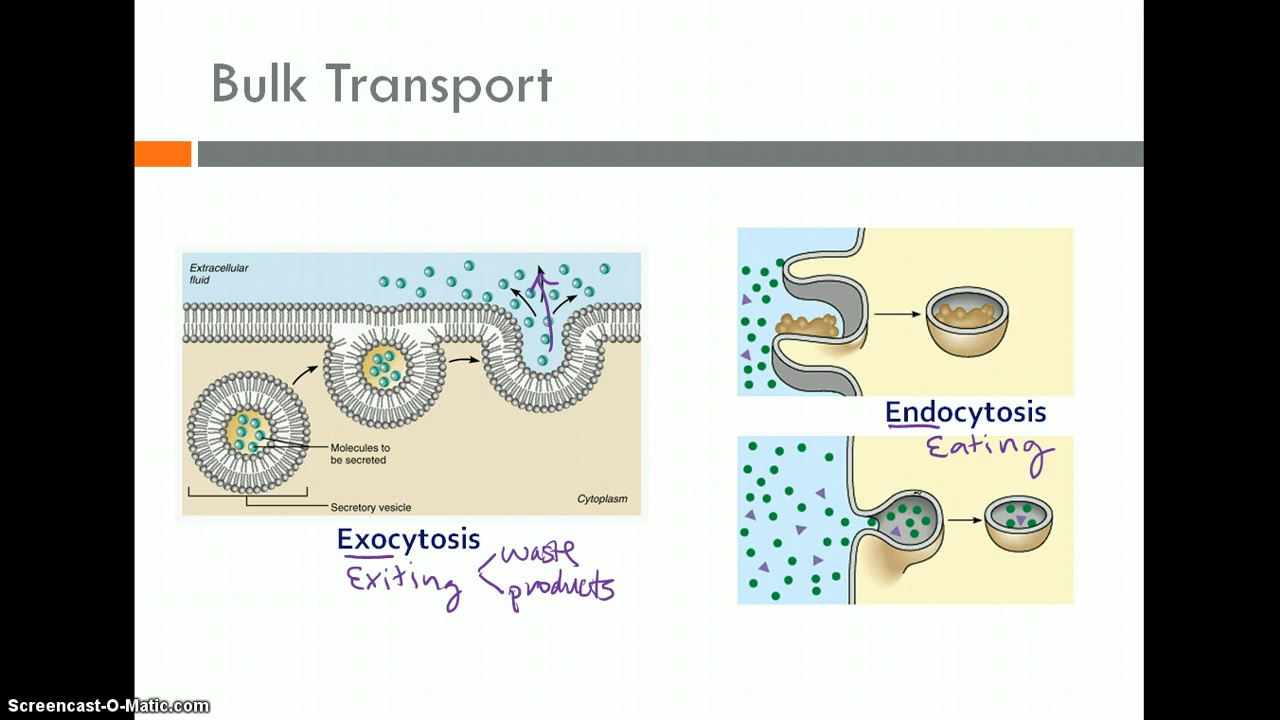 Bulk Transport
Extracellular
fluid
Molecules to
be secreted
Secretory vesicle
Cytoplasm
Exocytosis
Exiting
waste
products
Endocytosis
Eating
Screencast-O-Matic.com